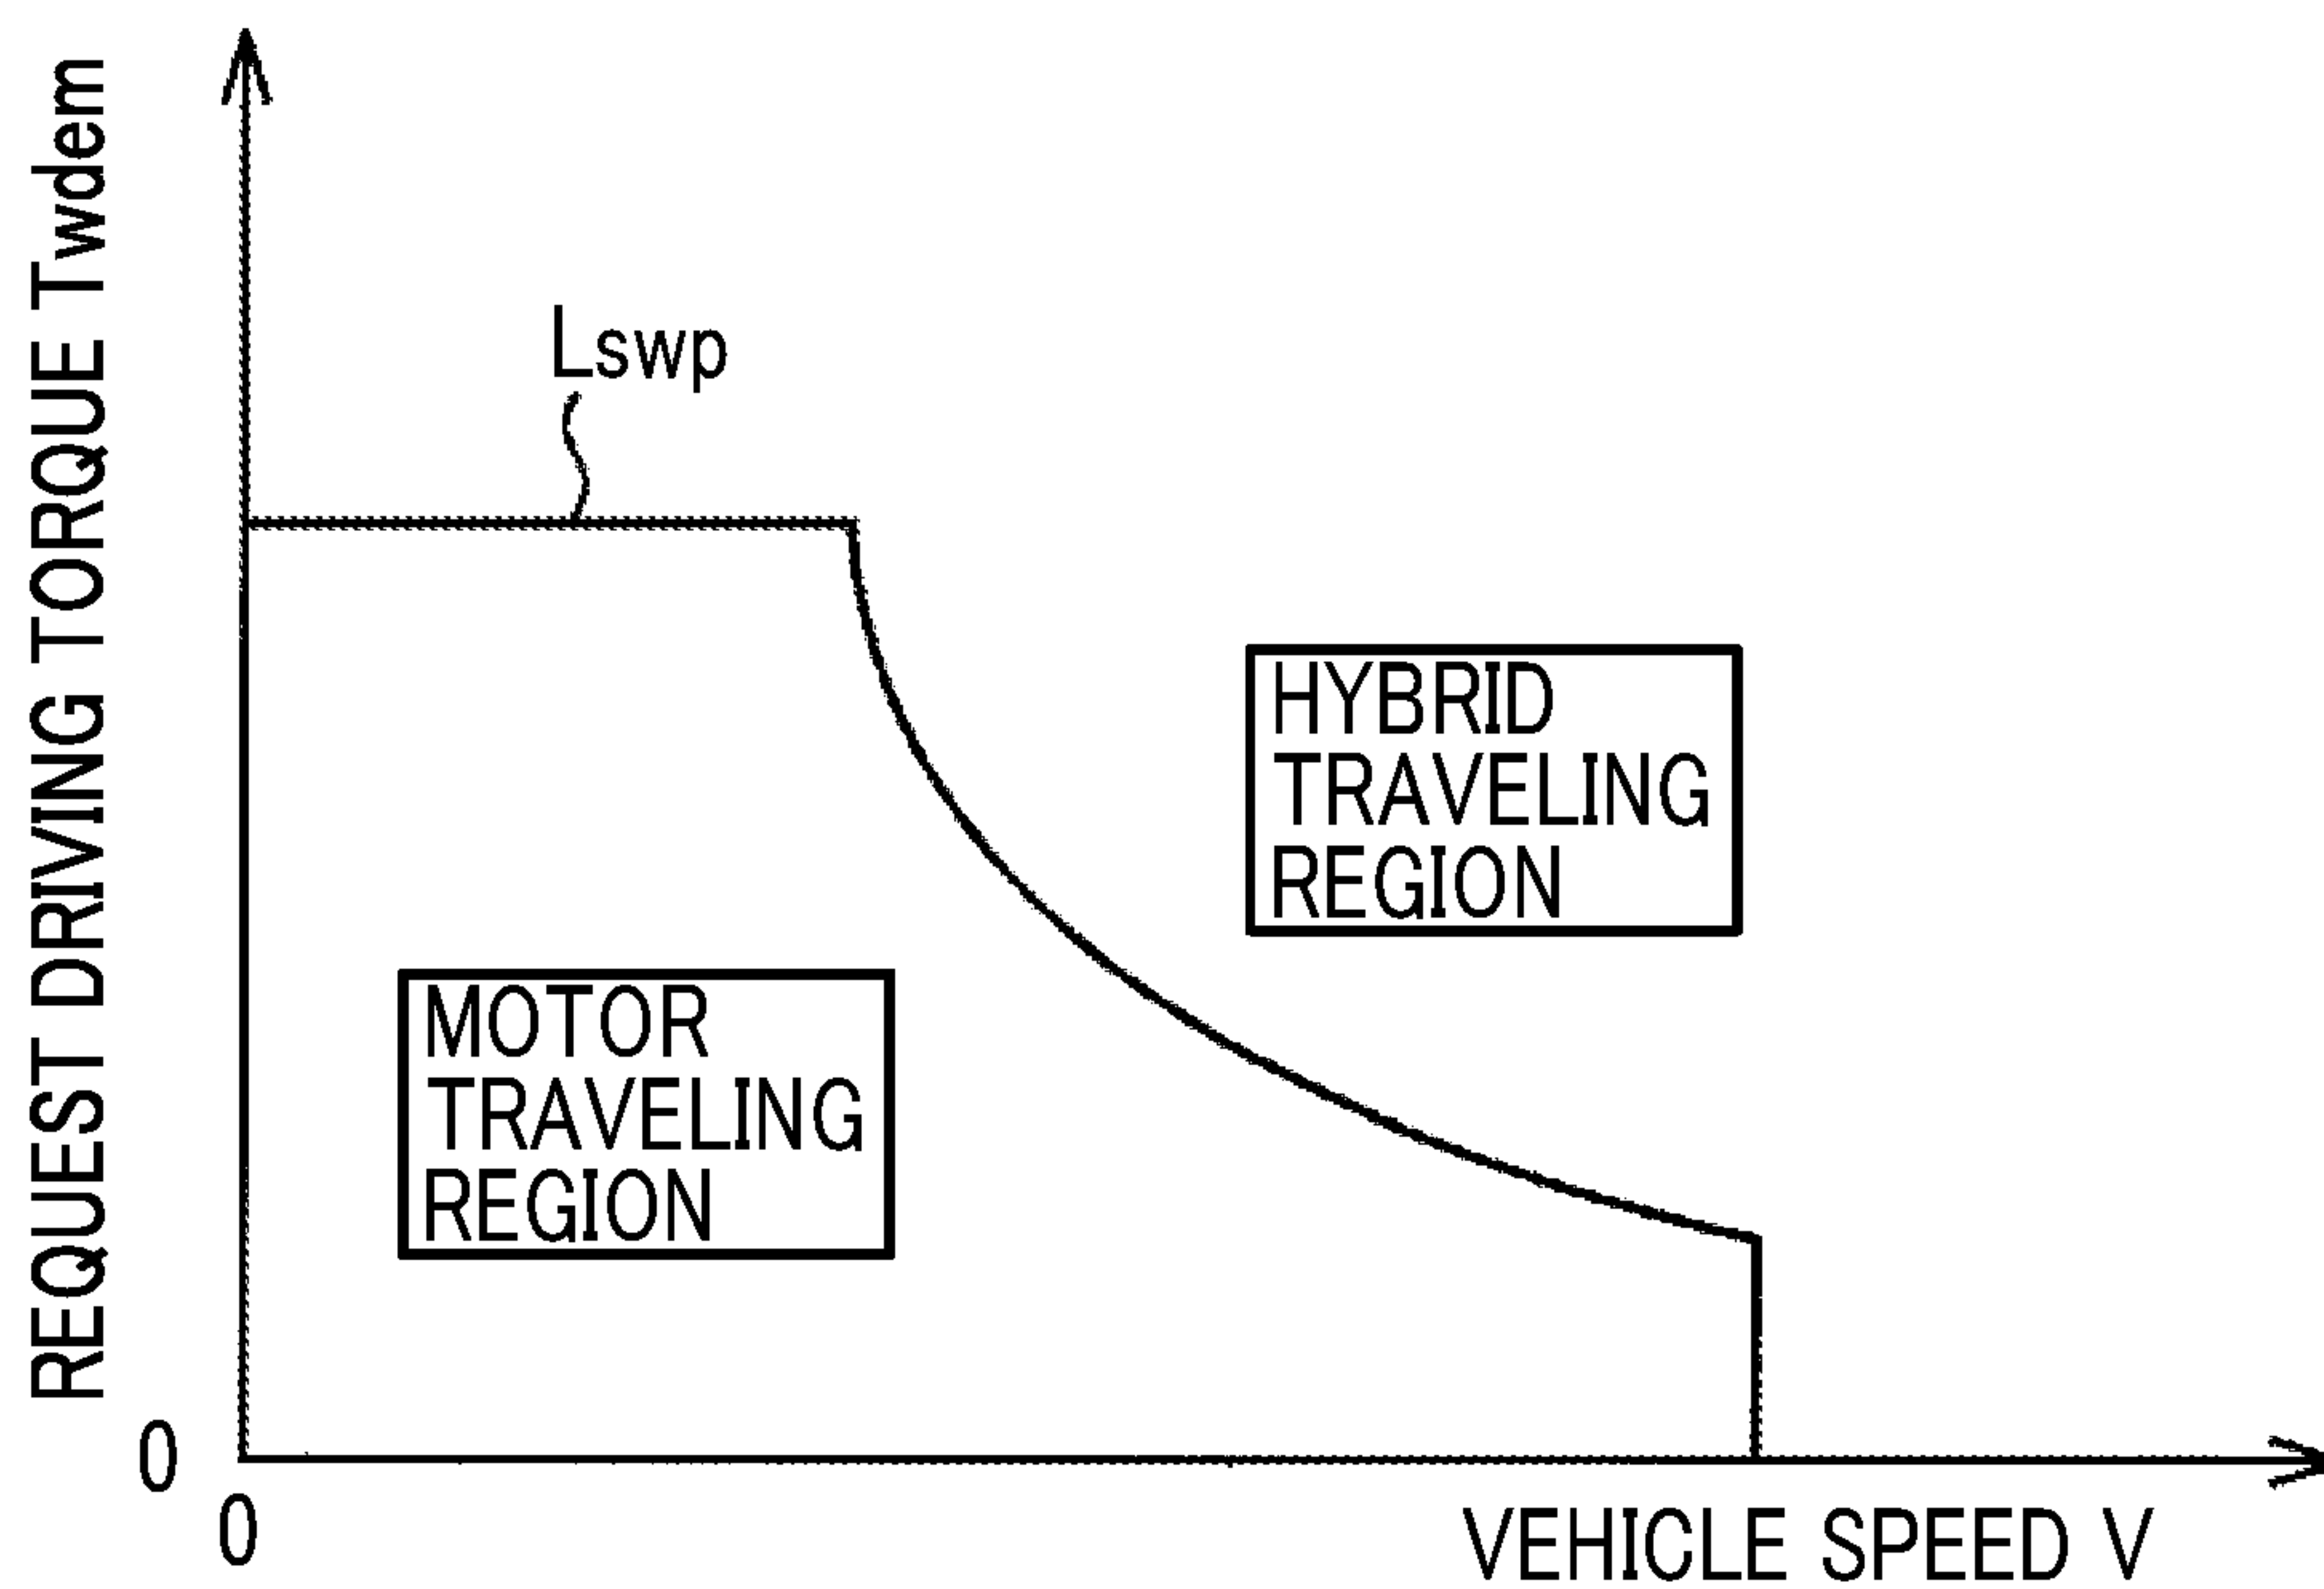 REQUEST DRIVING TORQUE Twdem
Lswp
HYBRID
TRAVELING
REGION
MOTOR
TRAVELING
REGION
0
0
VEHICLE SPEED V